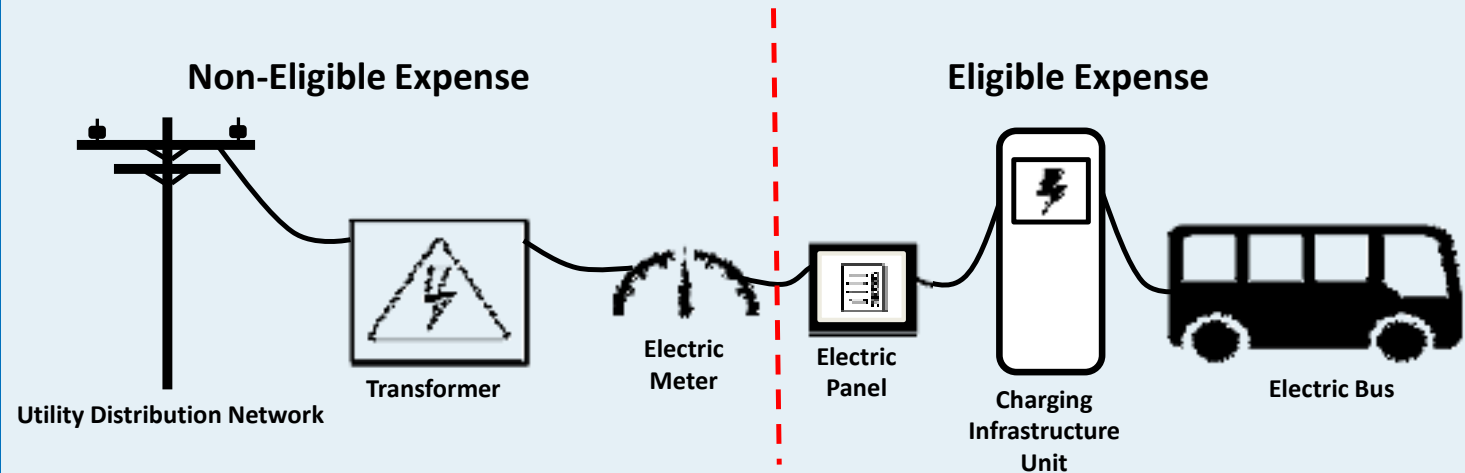 Non-Eligible Expense
Eligible Expense
Utility Distribution Network
Transformer
Electric
Meter
Electric
Panel
Charging
Infrastructure
Unit
Electric Bus